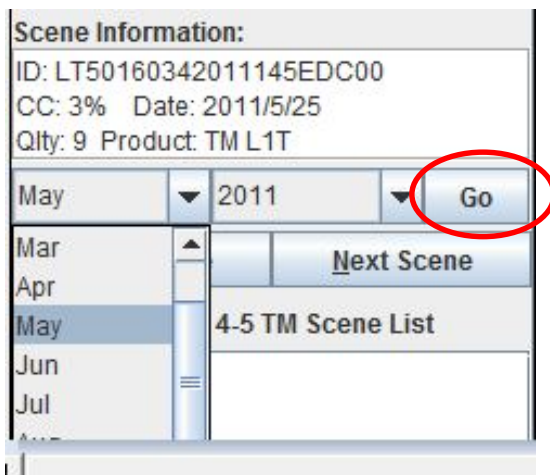 Scene Information:
ID: LT50160342011145EDC00
CC: 3% Date: 2011/5/25
Qlty: 9 Product: TM L1T
May 2011 Go
Mar
Next Scene
Apr
May 4-5 TM Scene List
Jun
Jul